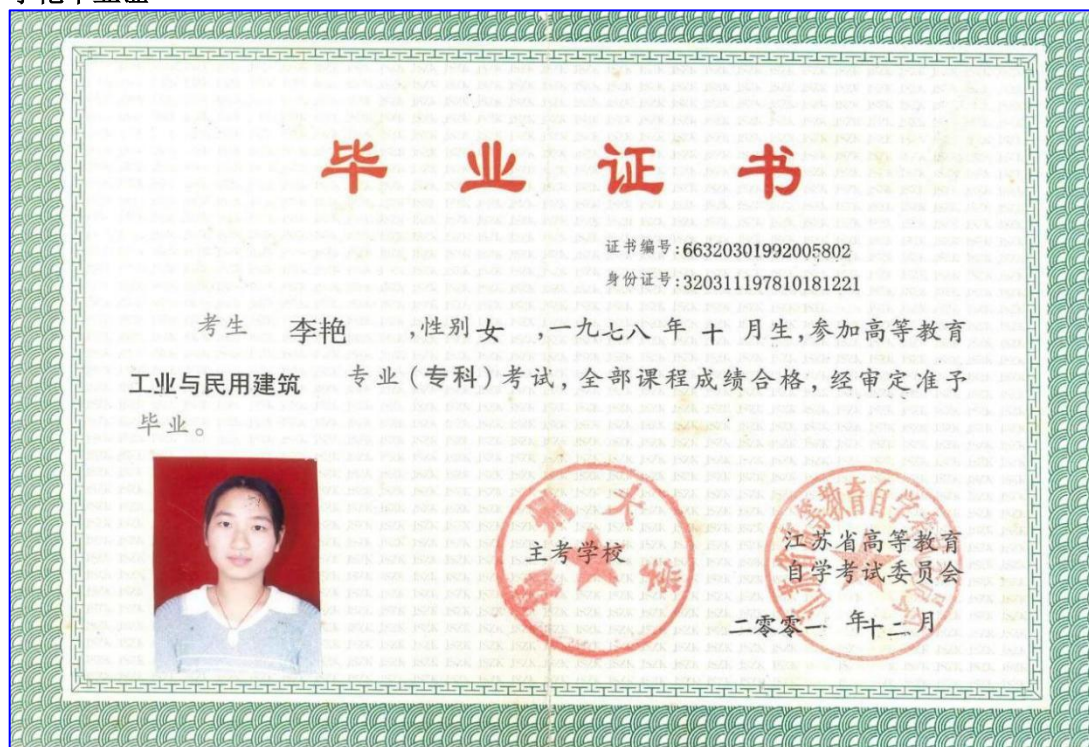 毕业证书
证书编号:66320301992005802
身份证号:320311197810181221
考生 李艳 ,性别女 ,一九七八年十月生,参加高等教育
工业与民用建筑 专业(专科)考试,全部课程成绩合格,经审定准予
毕业。
主考学校
江苏省高等教育
自学考试委员会
二零零一 年十二月